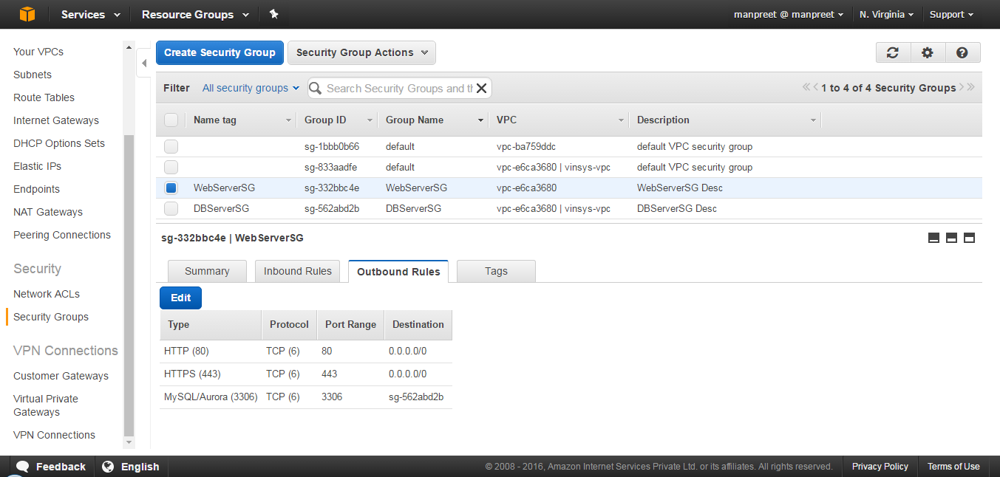 Services Resource Groups manpreet @ manpreet N. Virginia Support
Your VPCs
Subnets
Route Tables
Internet Gateways
DHCP Options Sets
Elastic IPs
Endpoints
NAT Gateways
Peering Connections
Security
Network ACLs
Security Groups
VPN Connections
Customer Gateways
Virtual Private
Gateways
VPN Connections
Create Security Group Security Group Actions
Filter All security groups Search Security Groups and th 1 to 4 of 4 Security Groups
Name tag Group ID Group Name VPC Description
sg-1bbb0b66 default vpc-ba759ddc default VPC security group
sg-833aadfe default vpc-e6ca3680 | vinsys-vpc default VPC security group
WebServerSG sg-332bbc4e WebServerSG vpc-e6ca3680 WebServerSG Desc
DBServerSG sg-562abd2b DBServerSG vpc-e6ca3680 | vinsys-vpc DBServerSG Desc
sg-332bbc4e | WebServerSG
Summary Inbound Rules Outbound Rules Tags
Edit
Type Protocol Port Range Destination
HTTP (80) TCP (6) 80 0.0.0.0/0
HTTPS (443) TCP (6) 443 0.0.0.0/0
MySQL/Aurora (3306) TCP (6) 3306 sg-562abd2b
Feedback English © 2008 - 2016, Amazon Internet Services Private Ltd. or its affiliates. All rights reserved. Privacy Policy Terms of Use